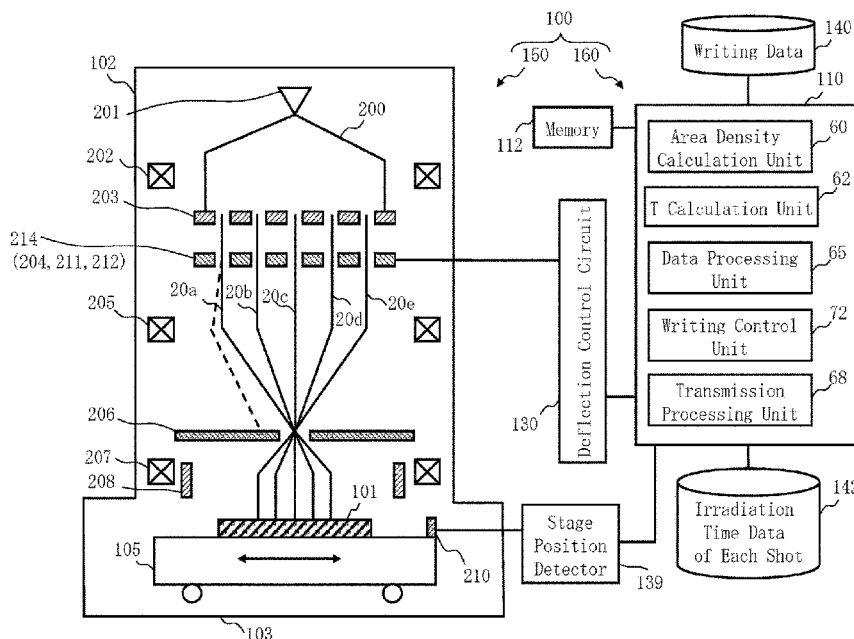 100
150
160
140
Writing Data
102
201
200
110
Memory
112
Area Density
Calculation Unit
60
202
62
T Calculation Unit
203
214
(204, 211, 212)
Data Processing
Unit
65
20a
20b
20c
20d
20e
205
Writing Control
Unit
72
Deflection Control Circuit
130
Transmission
Processing Unit
68
206
207
208
101
105
210
Stage
Position
Detector
139
Irradiation
Time Data
of Each Shot
103